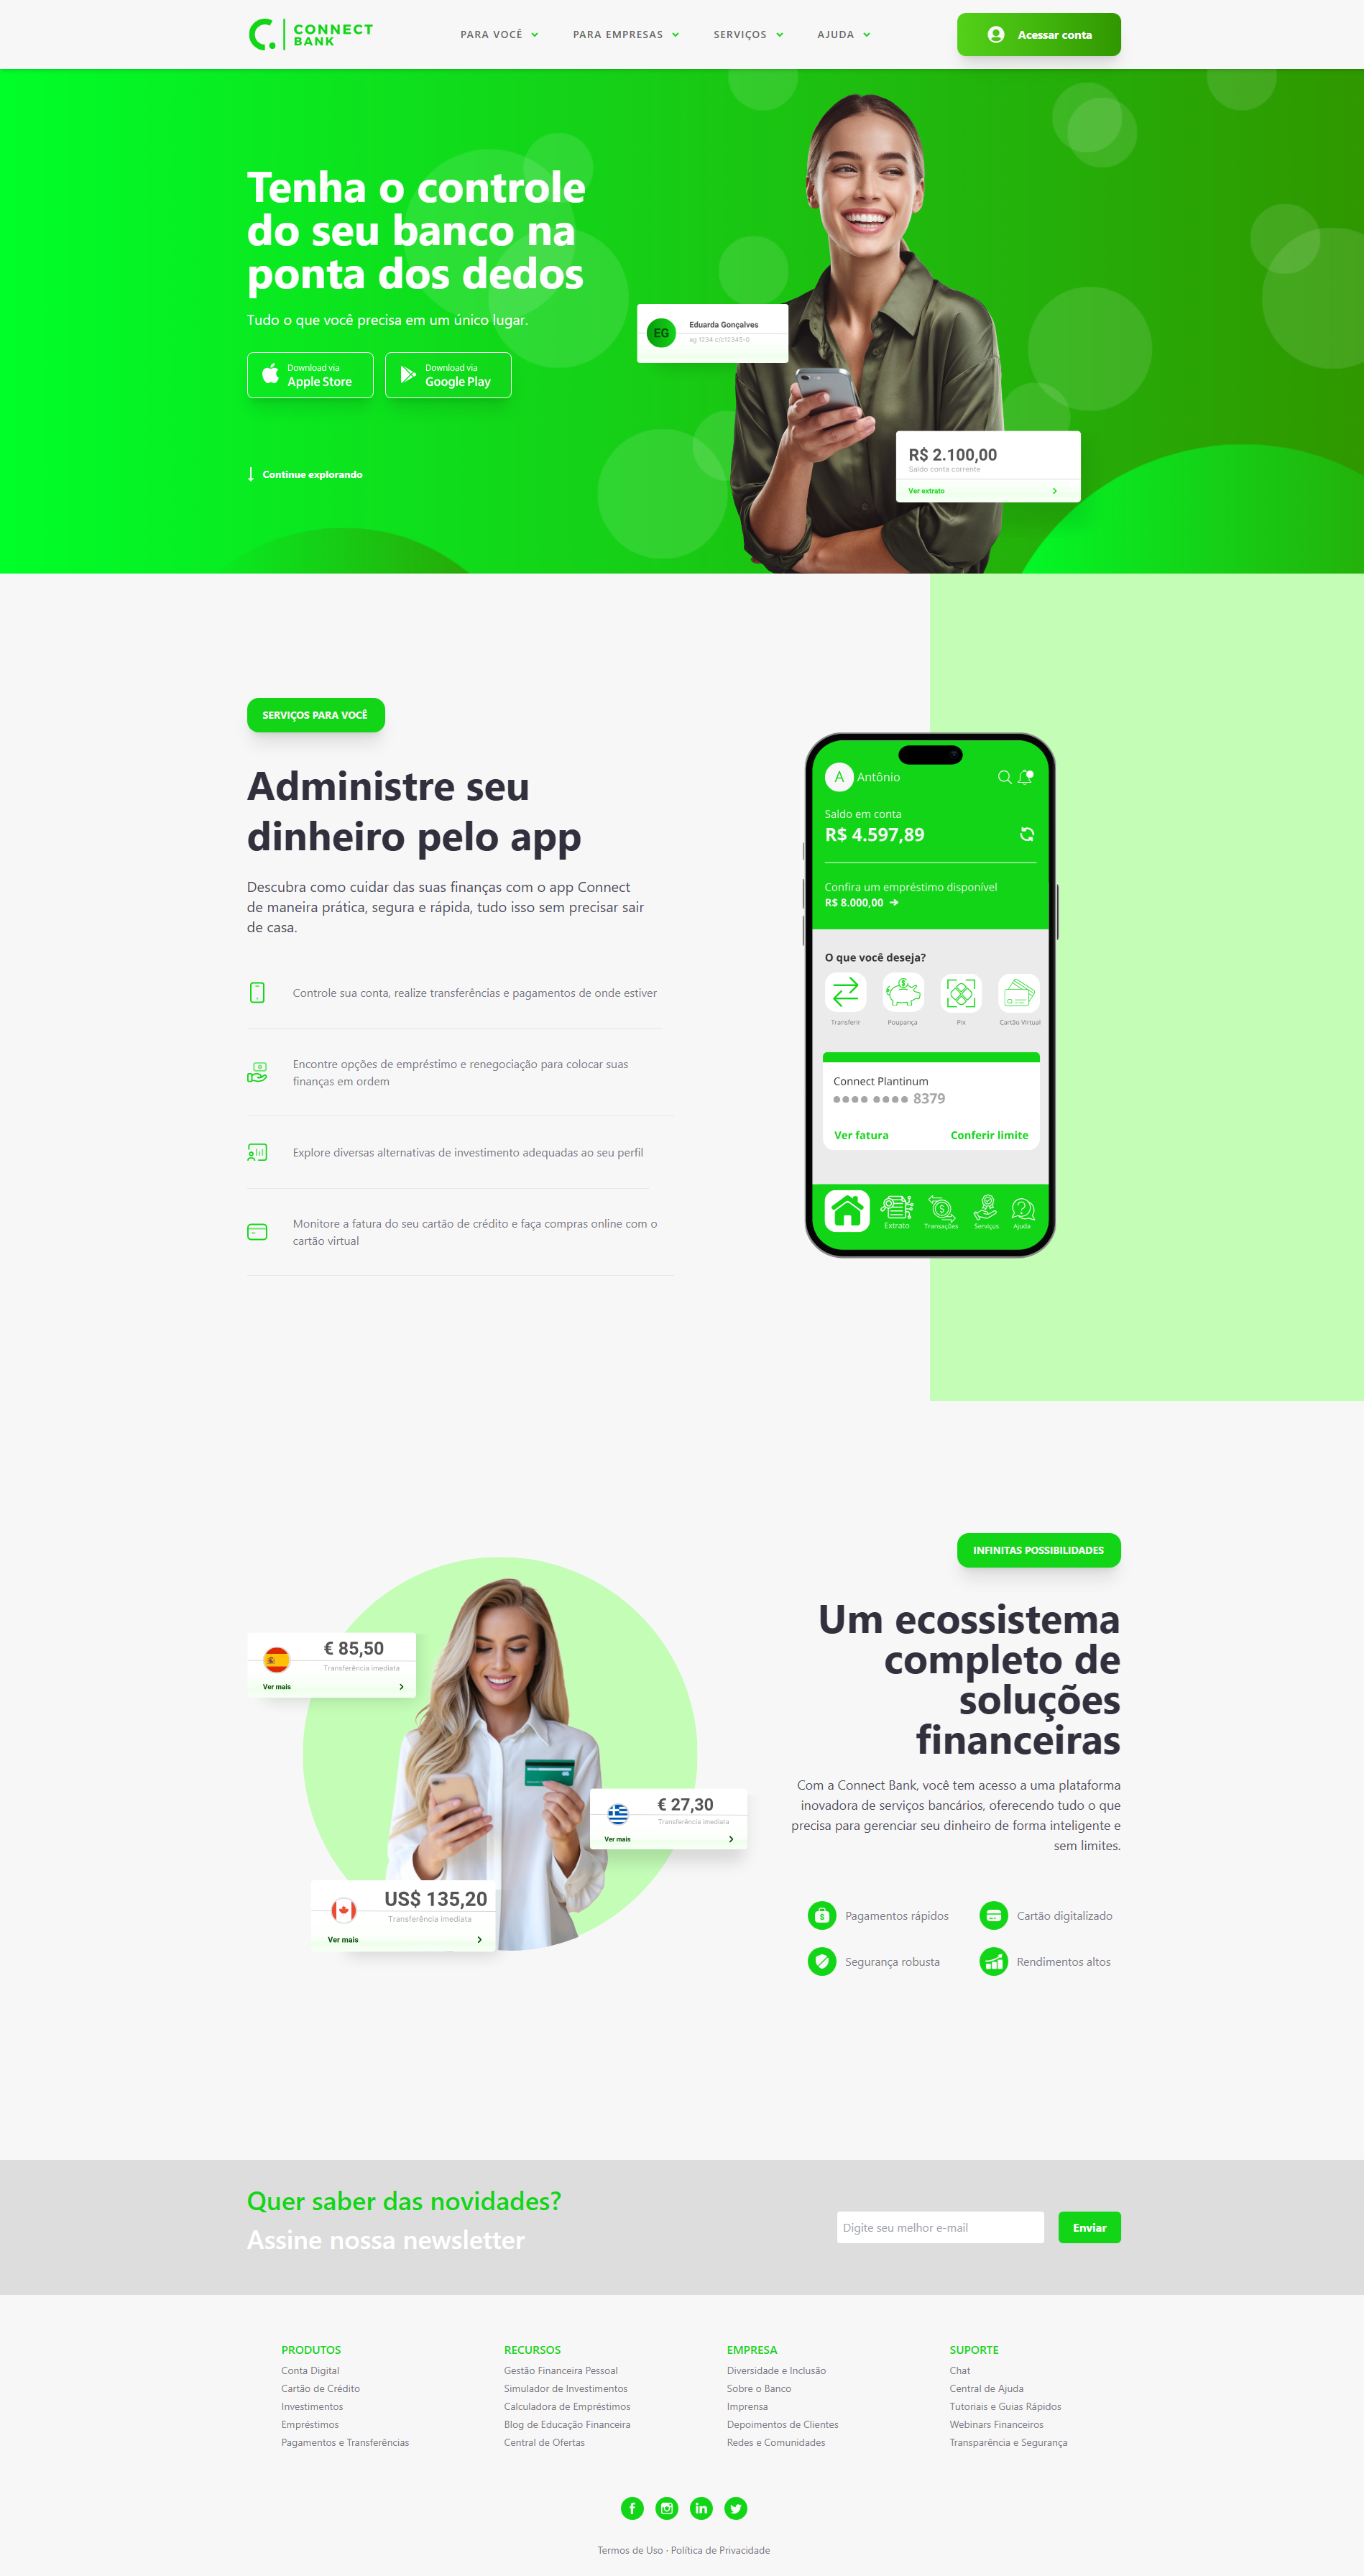 CONNECT
BANK
PARA VOCÊ
PARA EMPRESAS
SERVIÇOS
AJUDA
Acessar conta
Tenha o controle
do seu banco na
ponta dos dedos
Tudo o que você precisa em um único lugar.
Download via
Apple Store
Download via
Google Play
Continue explorando
EG
Eduarda Gonçalves
ag 1234 c/c12345-0
R$ 2.100,00
Saldo conta corrente
Ver extrato
SERVIÇOS PARA VOCÊ
Administre seu
dinheiro pelo app
Descubra como cuidar das suas finanças com o app Connect
de maneira prática, segura e rápida, tudo isso sem precisar sair
de casa.
Controle sua conta, realize transferências e pagamentos de onde estiver
Encontre opções de empréstimo e renegociação para colocar suas
finanças em ordem
Explore diversas alternativas de investimento adequadas ao seu perfil
Monitore a fatura do seu cartão de crédito e faça compras online com o
cartão virtual
A
Antônio
Saldo em conta
R$ 4.597,89
Confira um empréstimo disponível
R$ 8.000,00
O que você deseja?
Transferir
Poupança
Pix
Cartão Virtual
Connect Plantinum
8379
Ver fatura
Conferir limite
Extrato
Transações
Serviços
Ajuda
INFINITAS POSSIBILIDADES
Um ecossistema
completo de
soluções
financeiras
Com a Connect Bank, você tem acesso a uma plataforma
inovadora de serviços bancários, oferecendo tudo o que
precisa para gerenciar seu dinheiro de forma inteligente e
sem limites.
Pagamentos rápidos
Cartão digitalizado
Segurança robusta
Rendimentos altos
€ 85,50
Transferência imediata
Ver mais
€ 27,30
Transferência imediata
Ver mais
US$ 135,20
Transferência imediata
Ver mais
Quer saber das novidades?
Assine nossa newsletter
Digite seu melhor e-mail
Enviar
PRODUTOS
Conta Digital
Cartão de Crédito
Investimentos
Empréstimos
Pagamentos e Transferências
RECURSOS
Gestão Financeira Pessoal
Simulador de Investimentos
Calculadora de Empréstimos
Blog de Educação Financeira
Central de Ofertas
EMPRESA
Diversidade e Inclusão
Sobre o Banco
Imprensa
Depoimentos de Clientes
Redes e Comunidades
SUPORTE
Chat
Central de Ajuda
Tutoriais e Guias Rápidos
Webinars Financeiros
Transparência e Segurança
Termos de Uso · Política de Privacidade